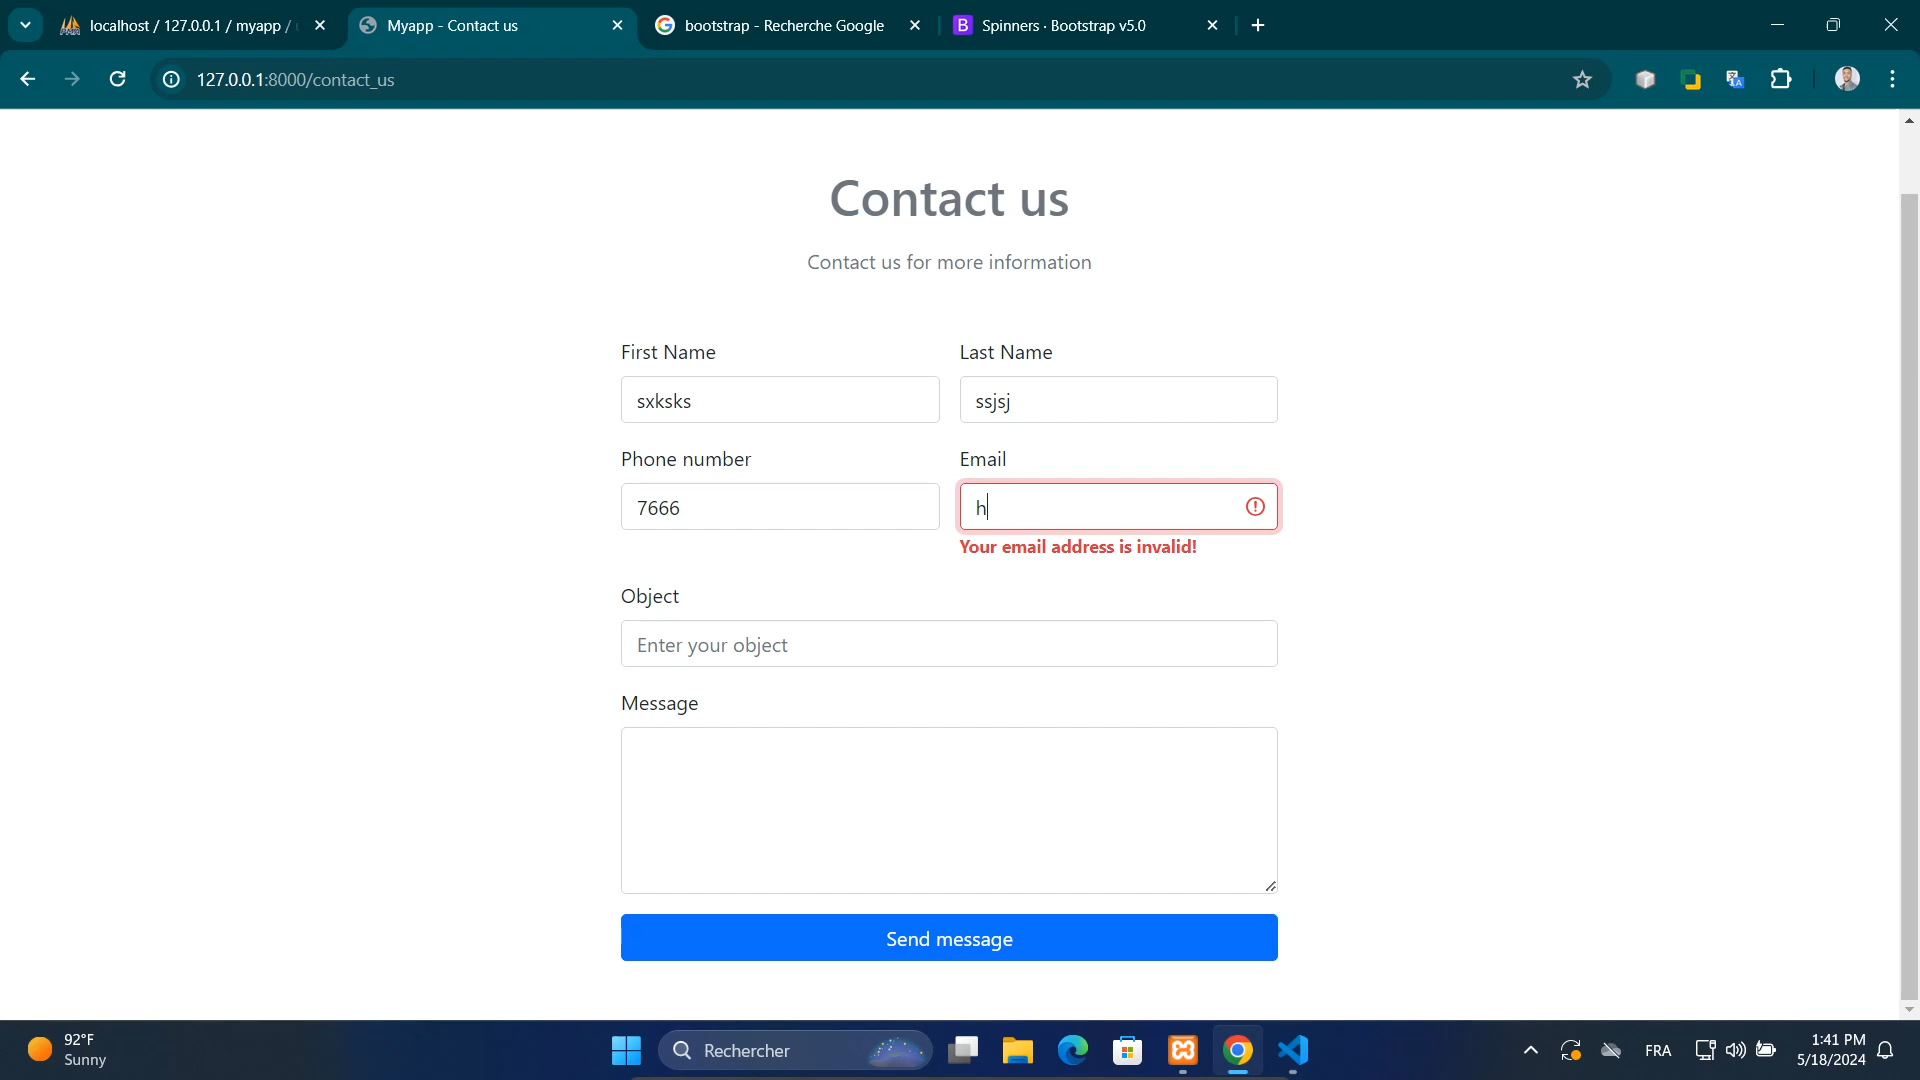 localhost / 127.0.0.1 / myapp /
Myapp - Contact us
bootstrap - Recherche Google
B
Spinners · Bootstrap v5.0
127.0.0.1:8000/contact_us
Contact us
Contact us for more information
First Name
Last Name
sxksks
ssjsj
Phone number
Email
7666
h
Your email address is invalid!
Object
Enter your object
Message
Send message
92°F
Sunny
Rechercher
FRA
1:41 PM
5/18/2024